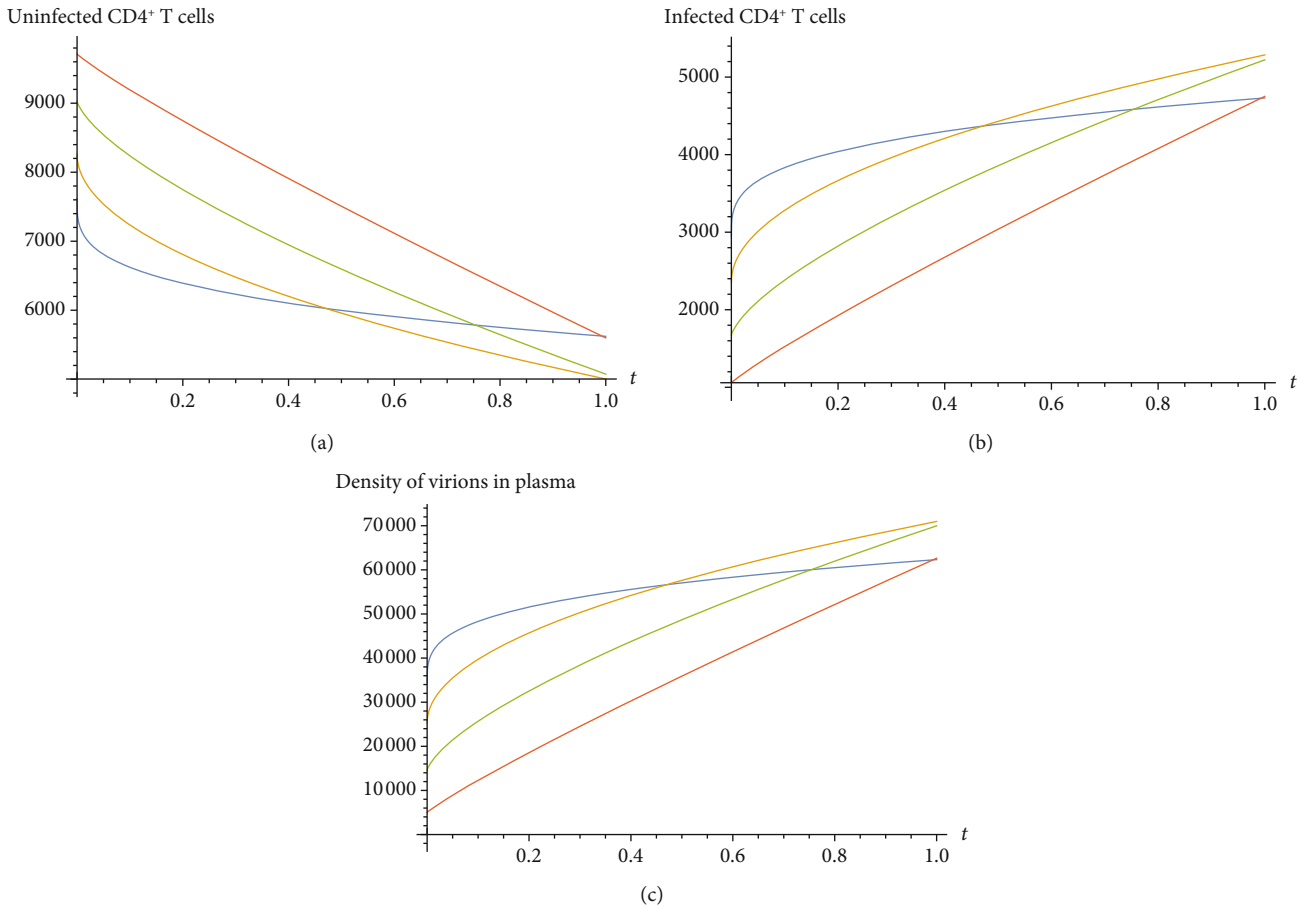 Uninfected CD4⁺ T cells
9000
8000
7000
6000
0.2 0.4 0.6 0.8 1.0 t
(a)
Infected CD4⁺ T cells
5000
4000
3000
2000
0.2 0.4 0.6 0.8 1.0 t
(b)
Density of virions in plasma
70000
60000
50000
40000
30000
20000
10000
0.2 0.4 0.6 0.8 1.0 t
(c)